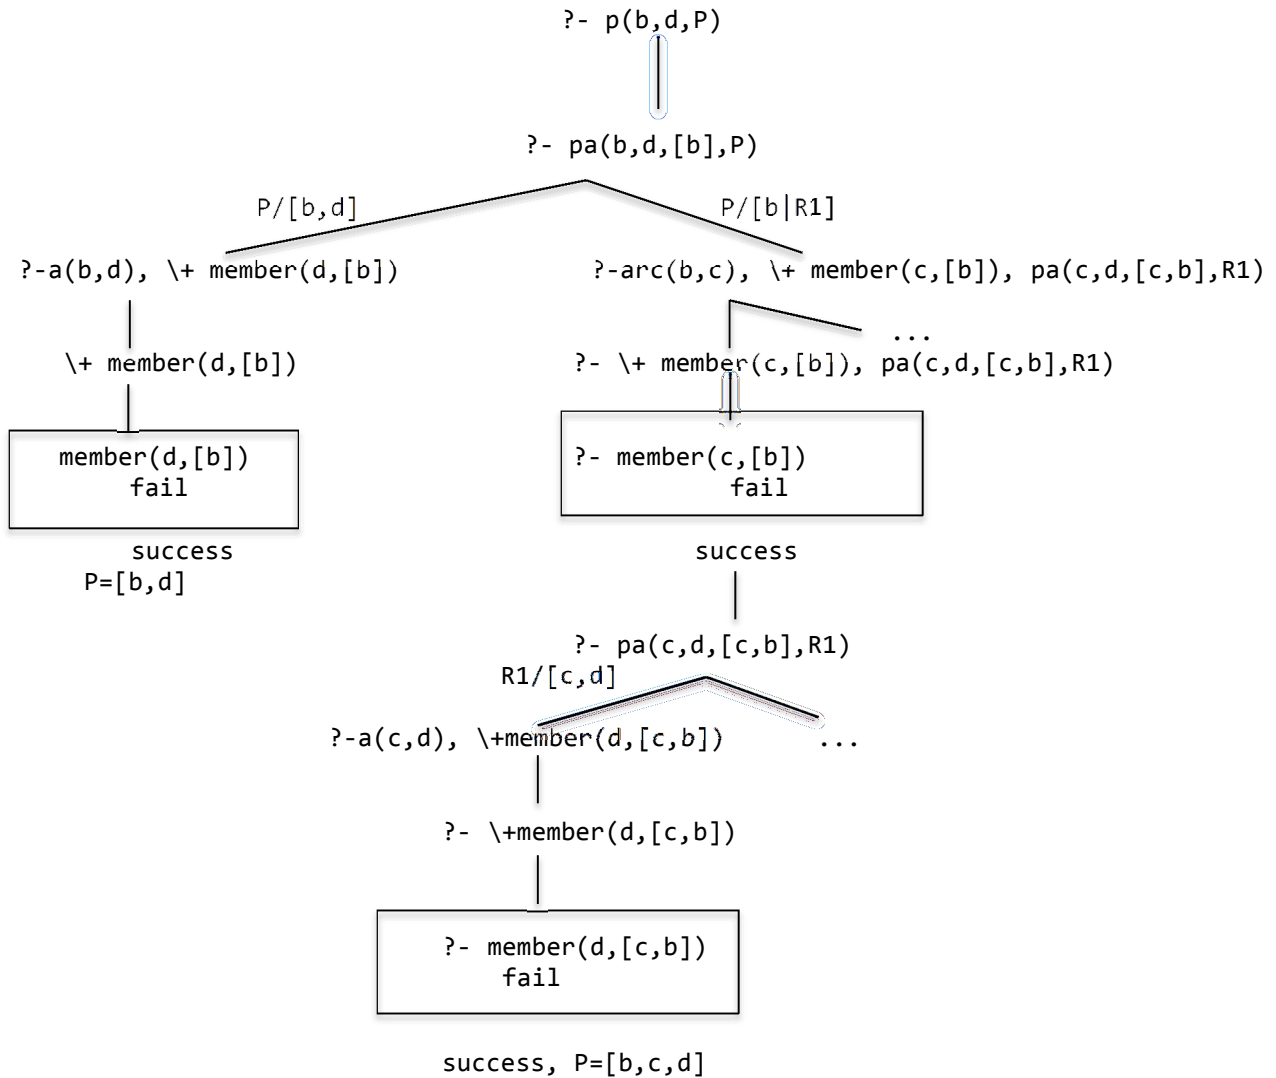 ?- p(b,d,P)
?- pa(b,d,[b],P)
P/[b,d]
P/[b|R1]
?-a(b,d), \+ member(d,[b])
?-arc(b,c), \+ member(c,[b]), pa(c,d,[c,b],R1)
...
\+ member(d,[b])
?- \+ member(c,[b]), pa(c,d,[c,b],R1)
member(d,[b])
fail
?- member(c,[b])
fail
success
P=[b,d]
success
?- pa(c,d,[c,b],R1)
R1/[c,d]
?-a(c,d), \+member(d,[c,b])
...
?- \+member(d,[c,b])
?- member(d,[c,b])
fail
success, P=[b,c,d]